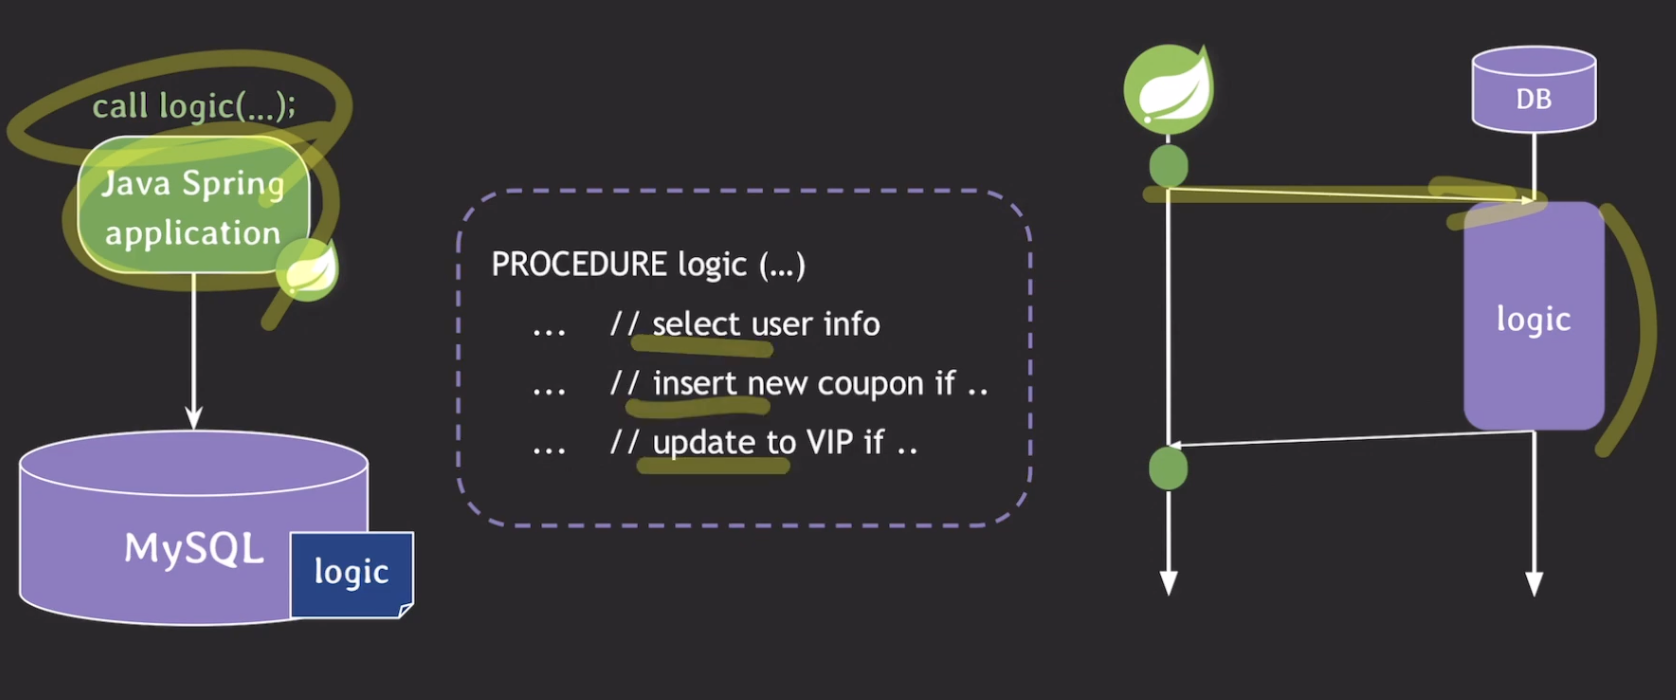 call logic(...);
Java Spring
application
MySQL
logic
PROCEDURE logic (...)
... // select user info
... // insert new coupon if ..
... // update to VIP if ..
DB
logic